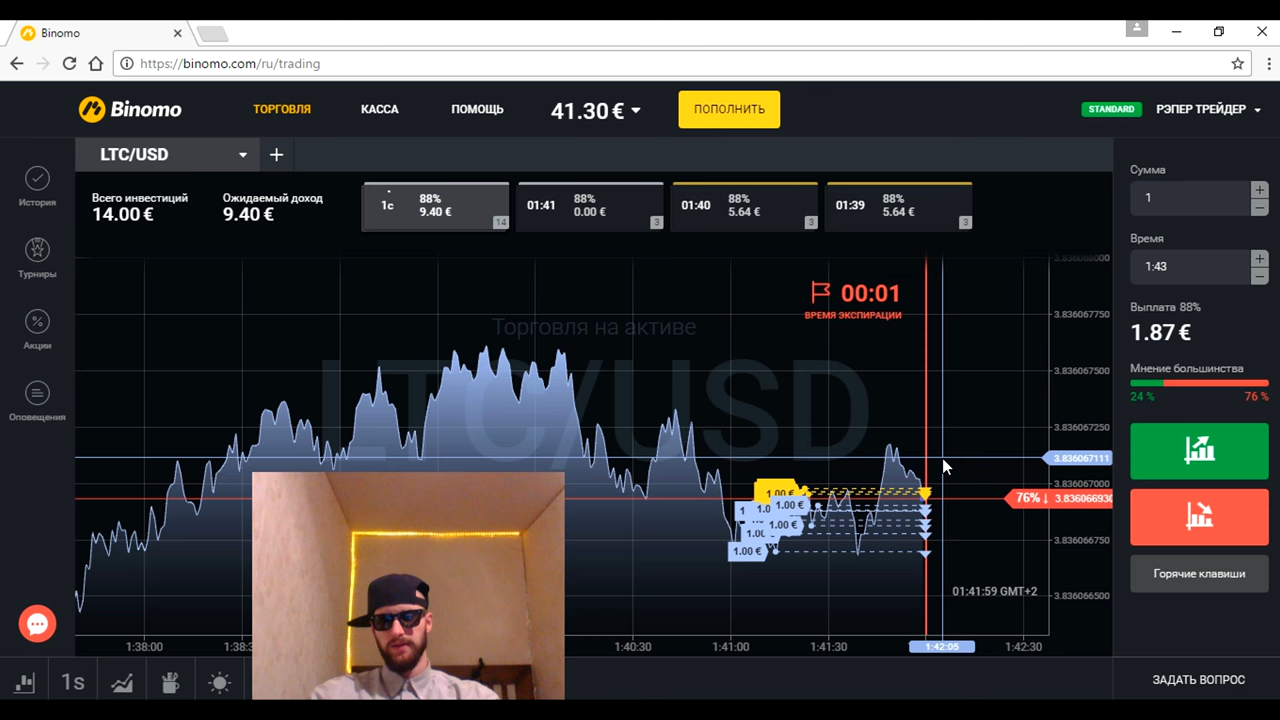 Binomo
https://binomo.com/ru/trading
Binomo
ТОРГОВЛЯ
КАССА
ПОМОЩЬ
41.30 €
ПОПОЛНИТЬ
STANDARD
РЭПЕР ТРЕЙДЕР
LTC/USD
История
Турниры
Акции
Оповещения
Всего инвестиций
14.00 €
Ожидаемый доход
9.40 €
1с
88%
9.40 €
14
01:41
88%
0.00 €
3
01:40
88%
5.64 €
3
01:39
88%
5.64 €
3
00:01
ВРЕМЯ ЭКСПИРАЦИИ
Торговля на активе
LTC/USD
3.836068000
3.836067750
3.836067500
3.836067250
3.836067111
3.836067000
76% ↓ 3.836066930
3.836066750
3.836066500
1.00 €
1.00 €
1.00 €
1.00 €
01:41:59 GMT+2
1:38:00
1:40:30
1:41:00
1:41:30
1:42:05
1:42:30
Сумма
1
Время
1:43
Выплата 88%
1.87 €
Мнение большинства
24 %
76 %
Горячие клавиши
1s
ЗАДАТЬ ВОПРОС